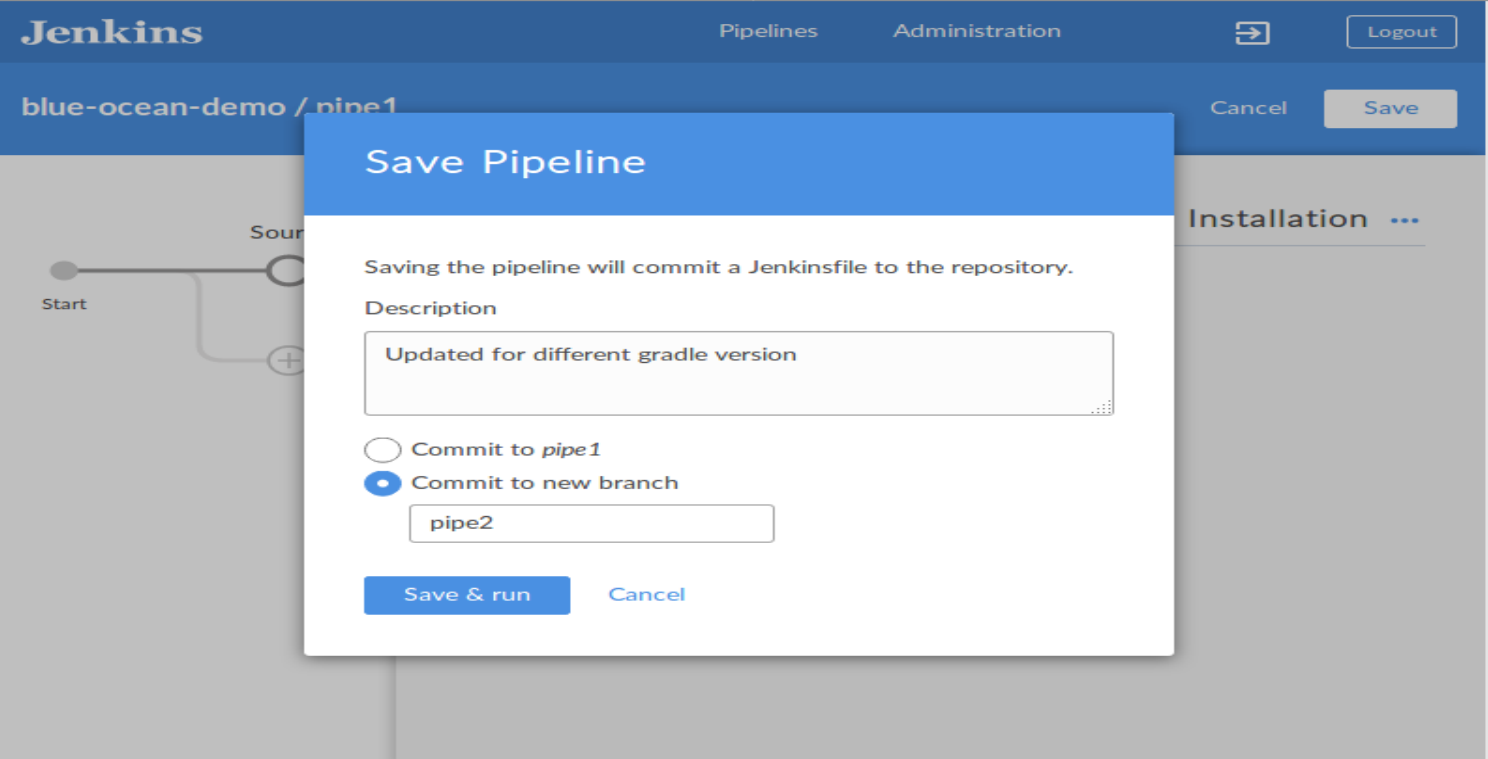 Jenkins
Pipelines
Administration
Logout
blue-ocean-demo / pipe1
Cancel
Save
Save Pipeline
Installation
Start
Saving the pipeline will commit a Jenkinsfile to the repository.
Description
Updated for different gradle version
Commit to pipe1
Commit to new branch
pipe2
Save & run
Cancel